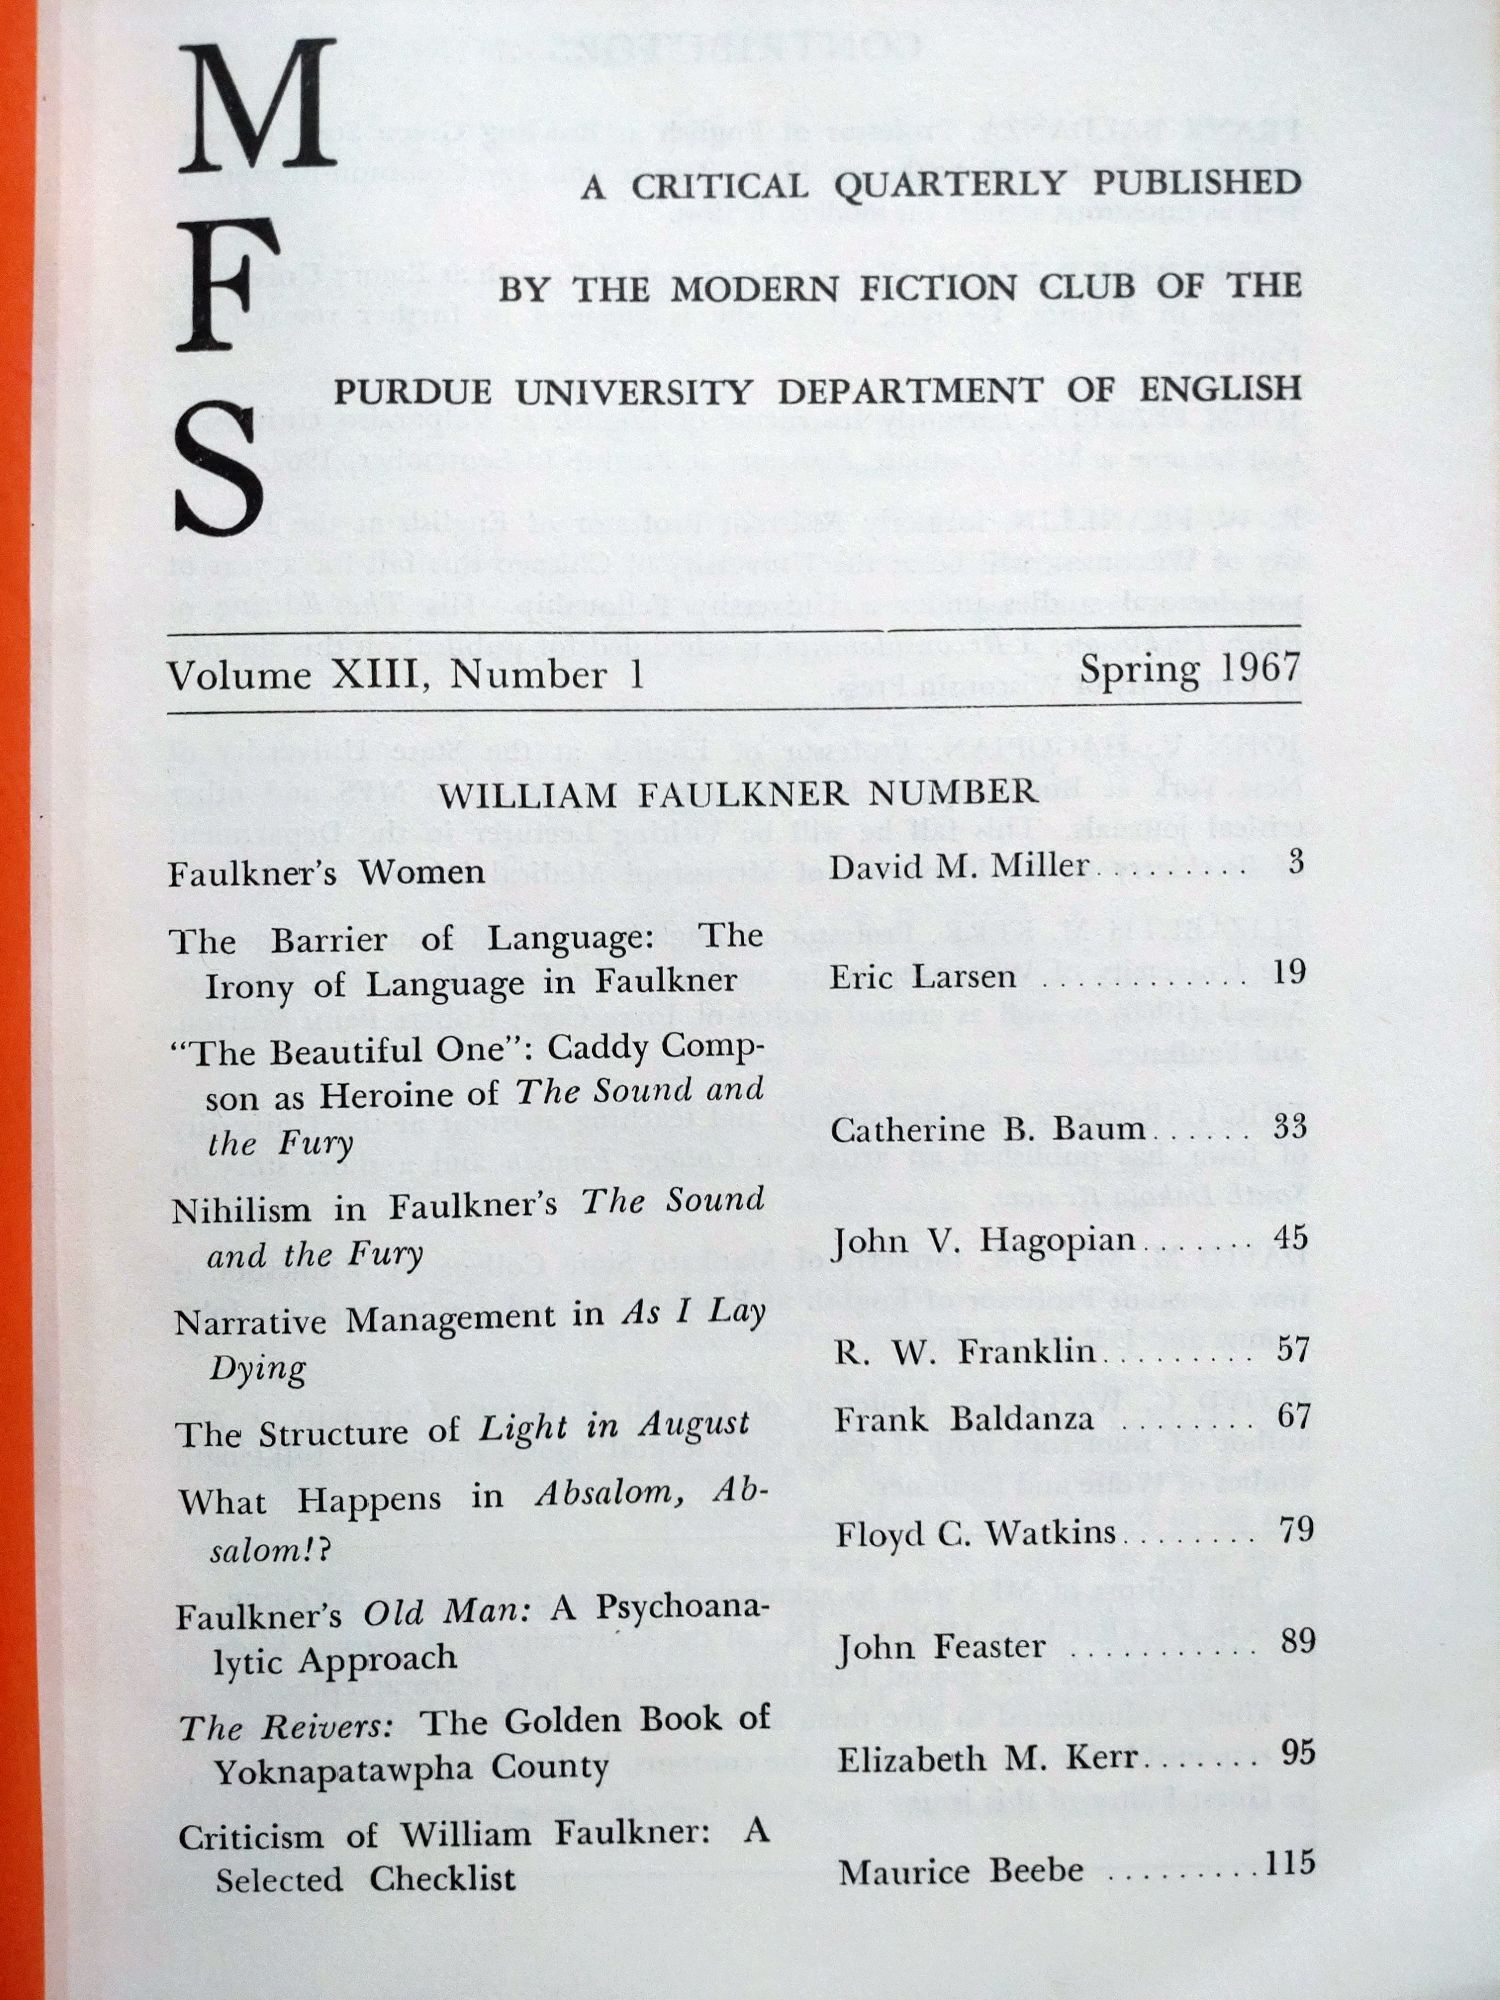 M
F
S
A CRITICAL QUARTERLY PUBLISHED
BY THE MODERN FICTION CLUB OF THE
PURDUE UNIVERSITY DEPARTMENT OF ENGLISH
Volume XIII, Number 1 Spring 1967
WILLIAM FAULKNER NUMBER
Faulkner's Women David M. Miller......... 3
The Barrier of Language: The
Irony of Language in Faulkner Eric Larsen ............ 19
“The Beautiful One”: Caddy Comp-
son as Heroine of The Sound and
the Fury Catherine B. Baum...... 33
Nihilism in Faulkner's The Sound
and the Fury John V. Hagopian....... 45
Narrative Management in As I Lay
Dying R. W. Franklin......... 57
The Structure of Light in August Frank Baldanza ........ 67
What Happens in Absalom, Ab-
salom!? Floyd C. Watkins........ 79
Faulkner's Old Man: A Psychoana-
lytic Approach John Feaster ........... 89
The Reivers: The Golden Book of
Yoknapatawpha County Elizabeth M. Kerr....... 95
Criticism of William Faulkner: A
Selected Checklist Maurice Beebe .........115